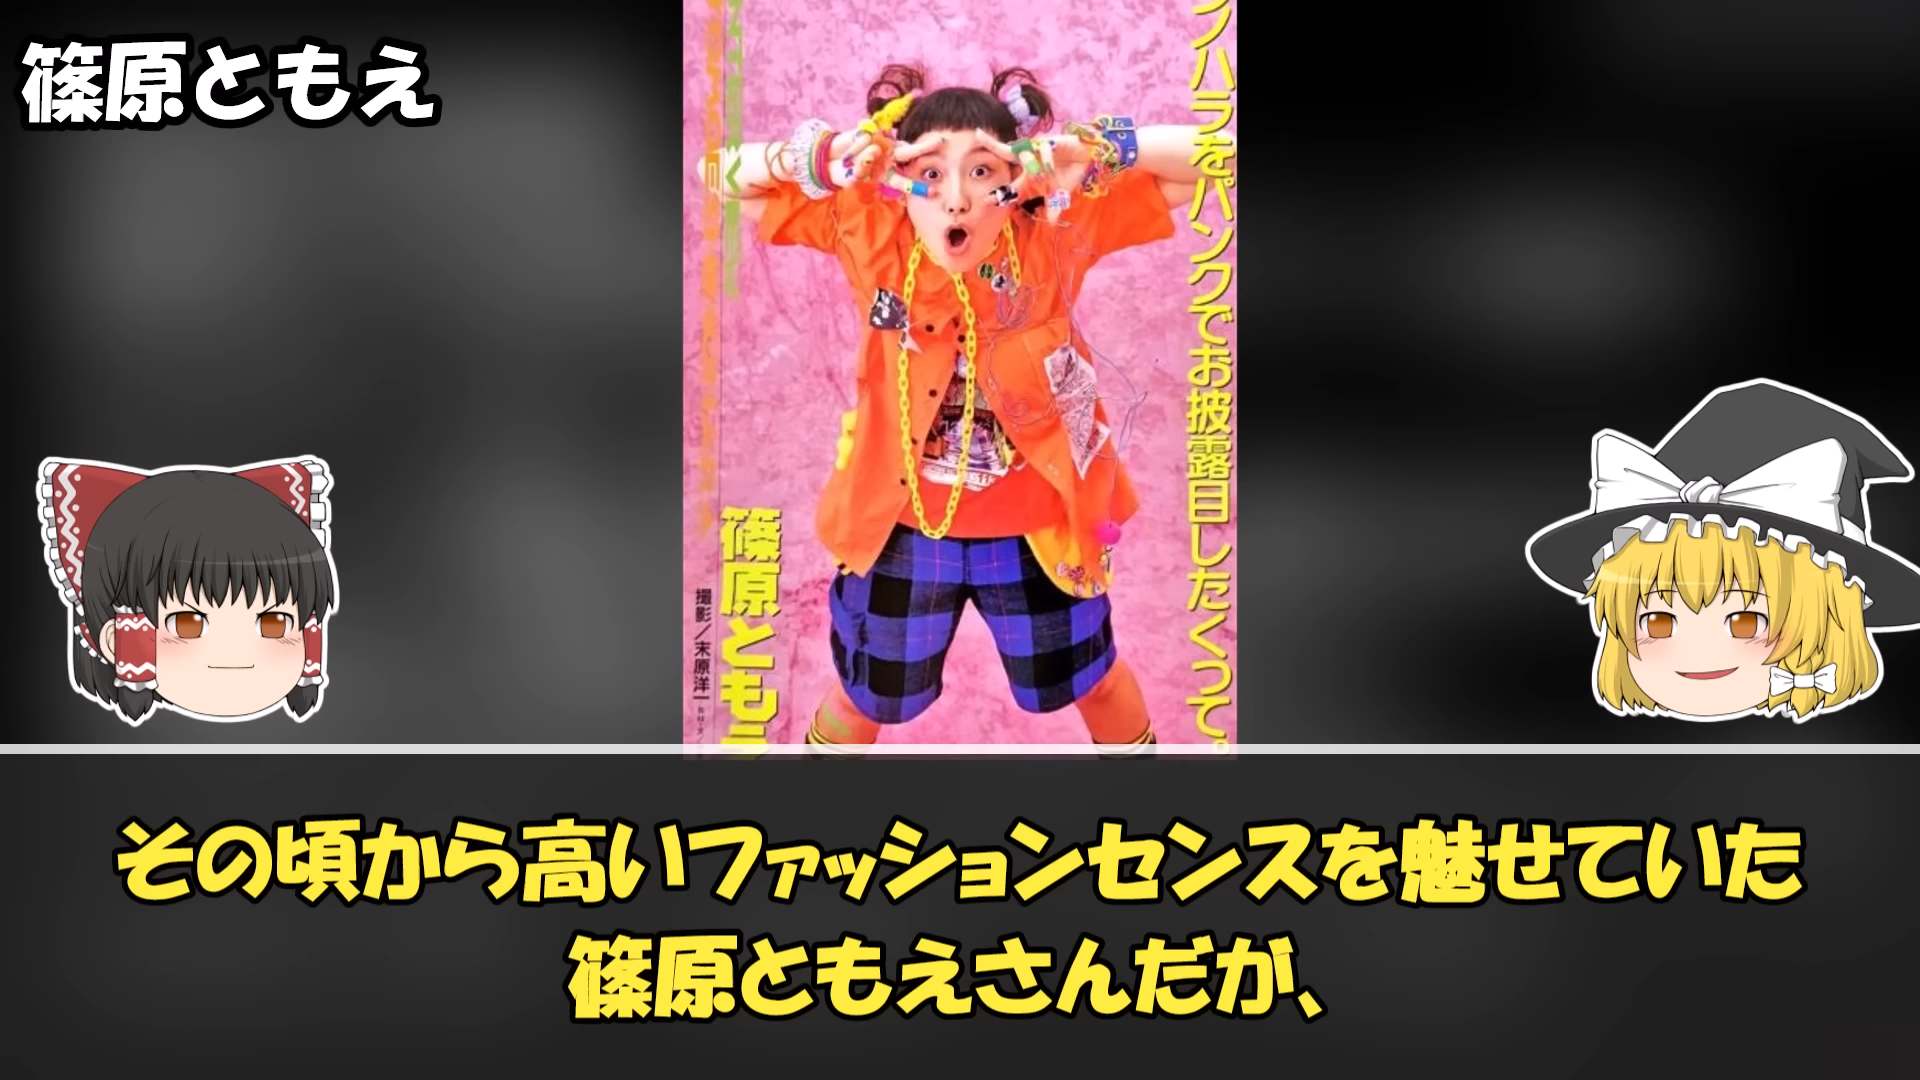 篠原ともえ
ノハラをパンクでお披露目したくって。
篠原ともえ
撮影／末原洋一
その頃から高いファッションセンスを魅せていた
篠原ともえさんだが、